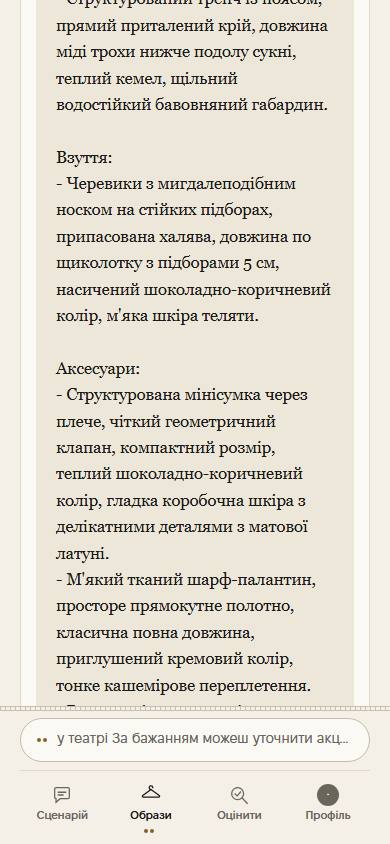 - Структурований тренч із поясом,
прямий приталений крій, довжина
міді трохи нижче подолу сукні,
теплий кемел, щільний
водостійкий бавовняний габардин.
Взуття:
- Черевики з мигдалеподібним
носком на стійких підборах,
припасована халява, довжина по
щиколотку з підборами 5 см,
насичений шоколадно-коричневий
колір, м'яка шкіра теляти.
Аксесуари:
- Структурована мінісумка через
плече, чіткий геометричний
клапан, компактний розмір,
теплий шоколадно-коричневий
колір, гладка коробочна шкіра з
делікатними деталями з матової
латуні.
- М'який тканий шарф-палантин,
просторе прямокутне полотно,
класична повна довжина,
приглушений кремовий колір,
тонке кашемірове переплетення.
у театрі За бажанням можеш уточнити акц...
Сценарій
Образи
Оцінити
Профіль